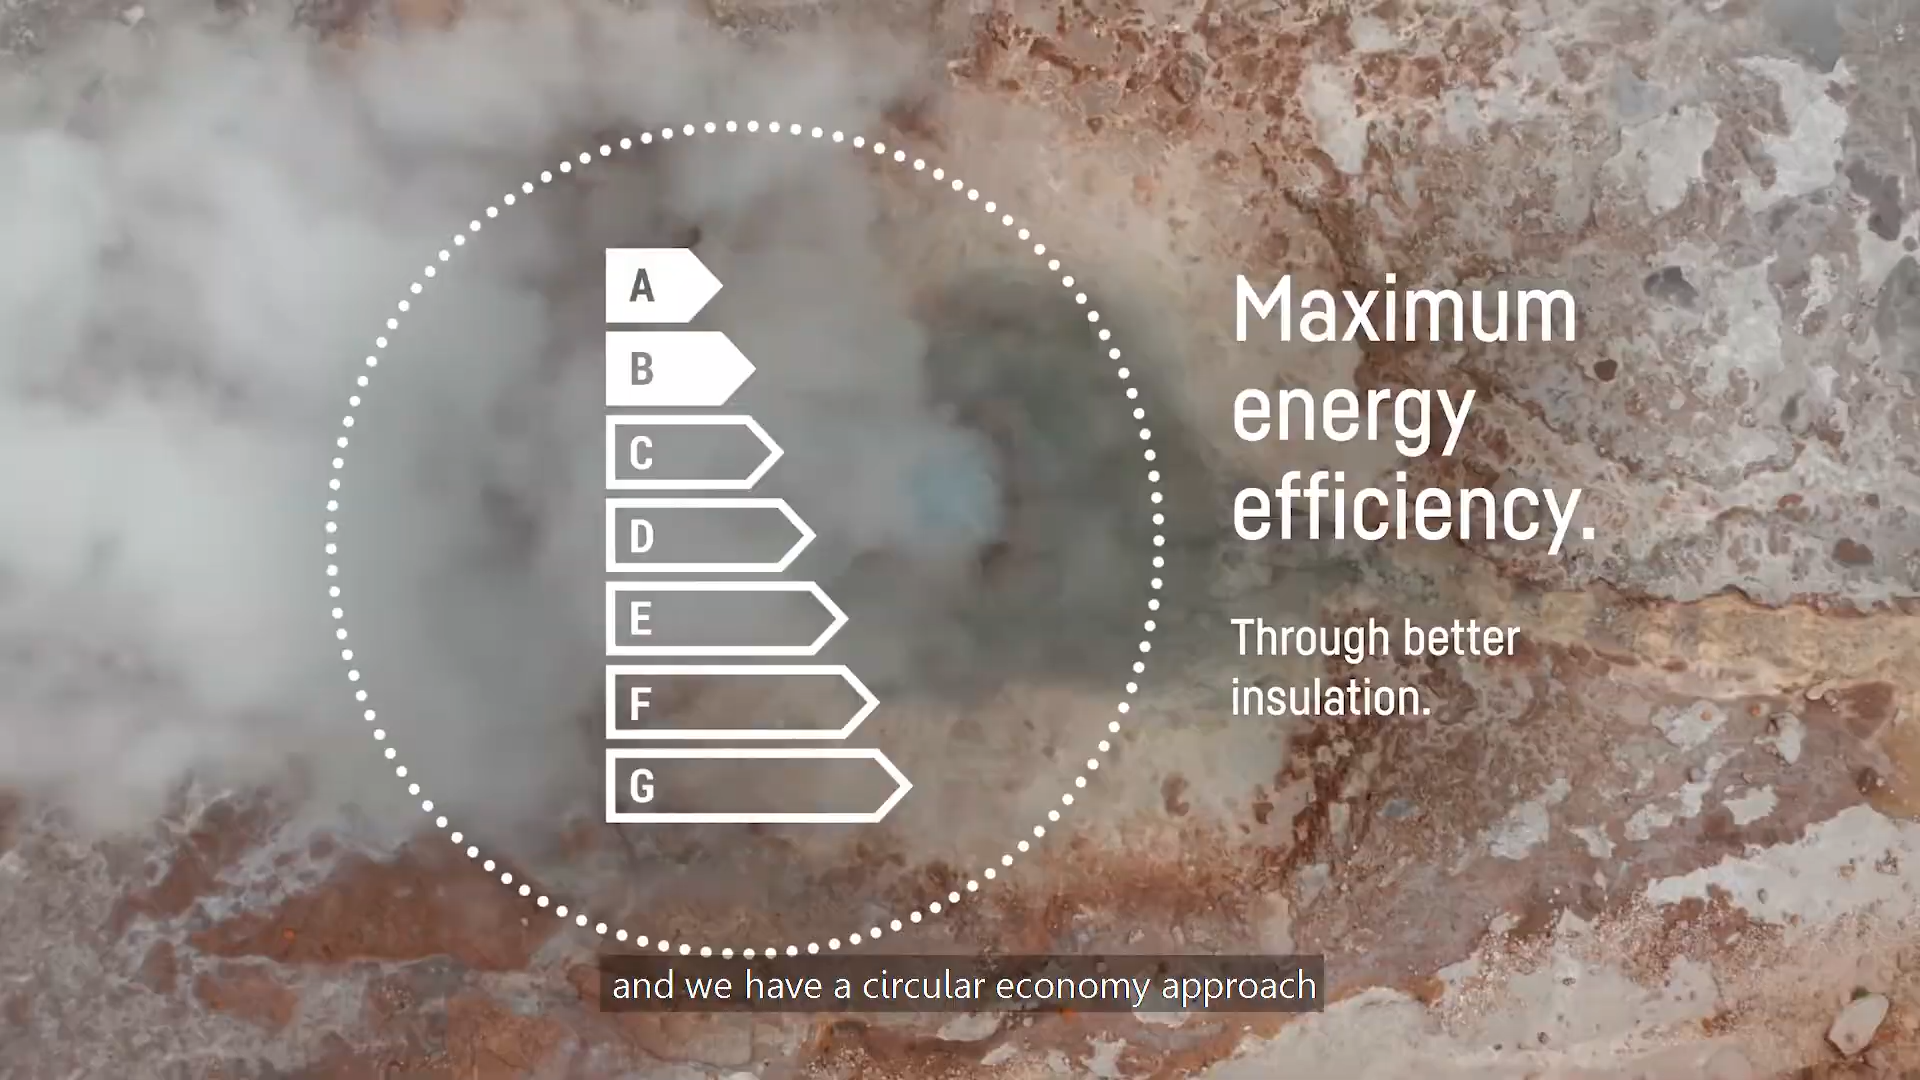 A
B
C
D
E
F
G
Maximum
energy
efficiency.
Through better
insulation.
and we have a circular economy approach